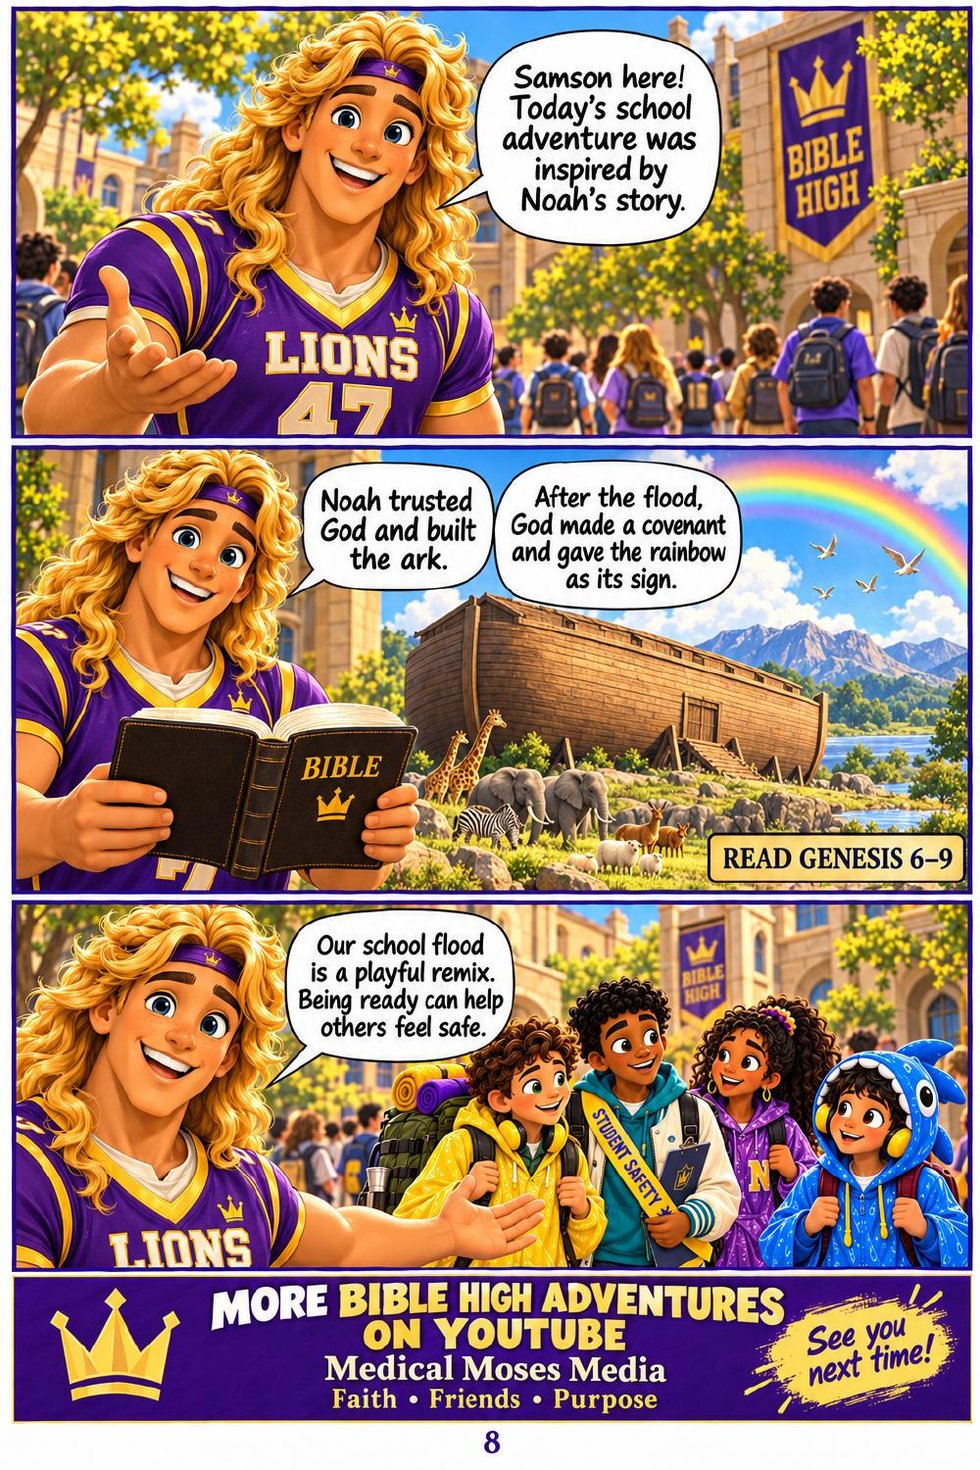 Samson here!
Today's school
adventure was
inspired by
Noah's story.
BIBLE
HIGH
LIONS
47
Noah trusted
God and built
the ark.
After the flood,
God made a covenant
and gave the rainbow
as its sign.
BIBLE
READ GENESIS 6–9
Our school flood
is a playful remix.
Being ready can help
others feel safe.
BIBLE
HIGH
STUDENT SAFETY
N
LIONS
MORE BIBLE HIGH ADVENTURES
ON YOUTUBE
Medical Moses Media
Faith • Friends • Purpose
See you
next time!
8